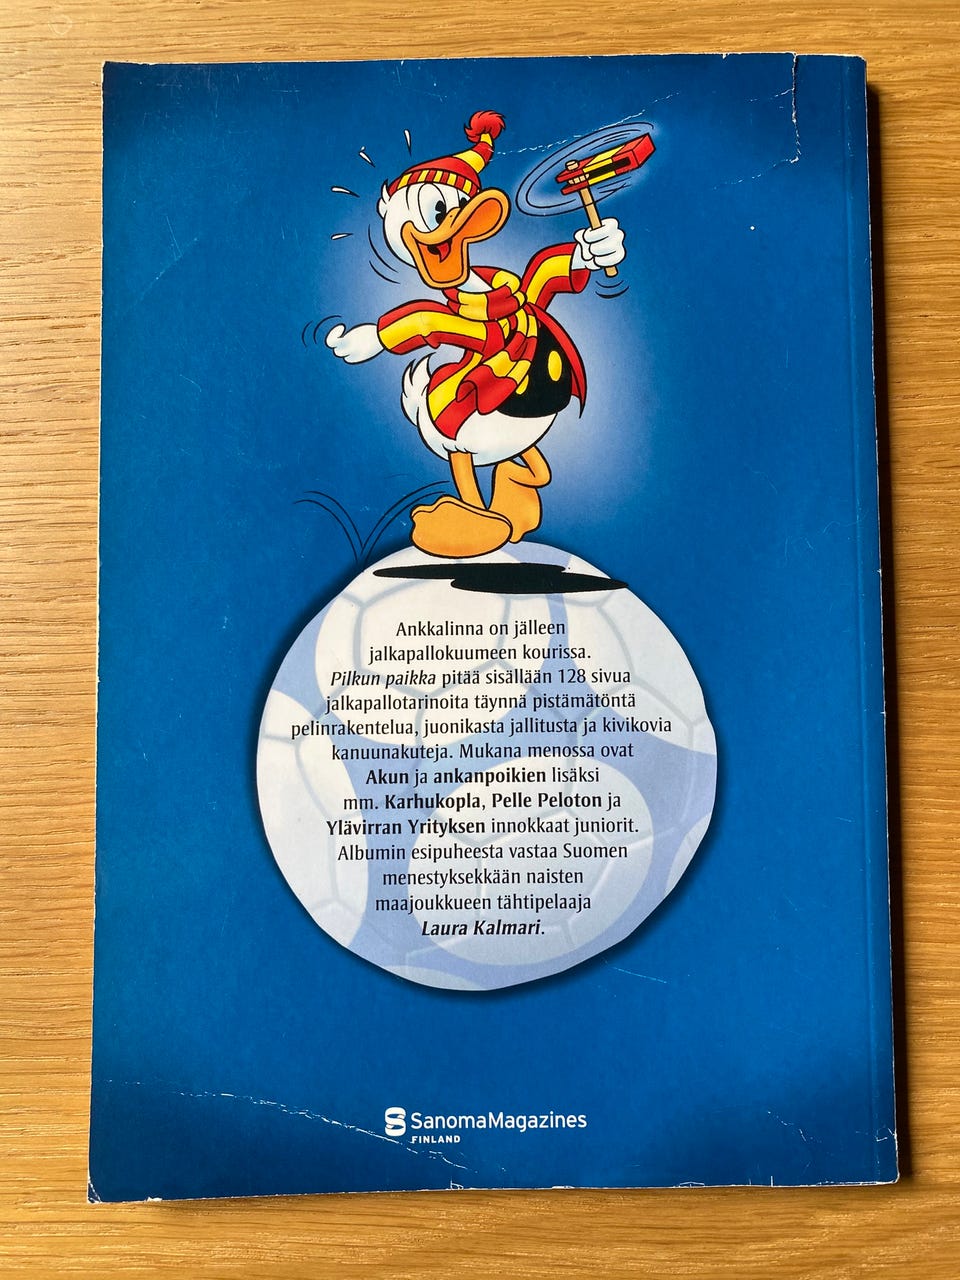 Ankkalinna on jälleen
jalkapallokuumeen kourissa.
Pilkun paikka pitää sisällään 128 sivua
jalkapallotarinoita täynnä pistämätöntä
pelinrakentelua, juonikasta jallitusta ja kivikovia
kanuunakuteja. Mukana menossa ovat
Akun ja ankanpoikien lisäksi
mm. Karhukopla, Pelle Peloton ja
Ylävirran Yrityksen innokkaat juniorit.
Albumin esipuheesta vastaa Suomen
menestyksekkään naisten
maajoukkueen tähtipelaaja
Laura Kalmari.
SanomaMagazines
FINLAND